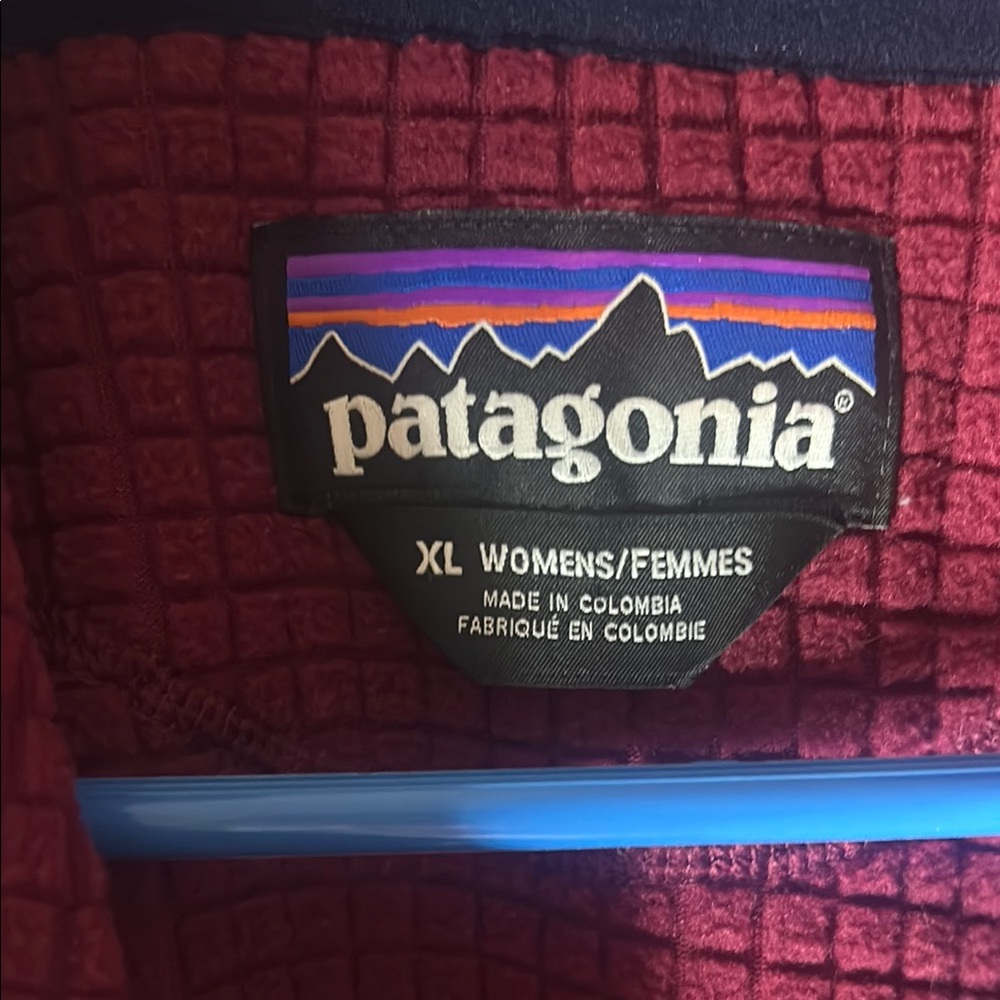 patagonia®
XL WOMENS/FEMMES
MADE IN COLOMBIA
FABRIQUÉ EN COLOMBIE